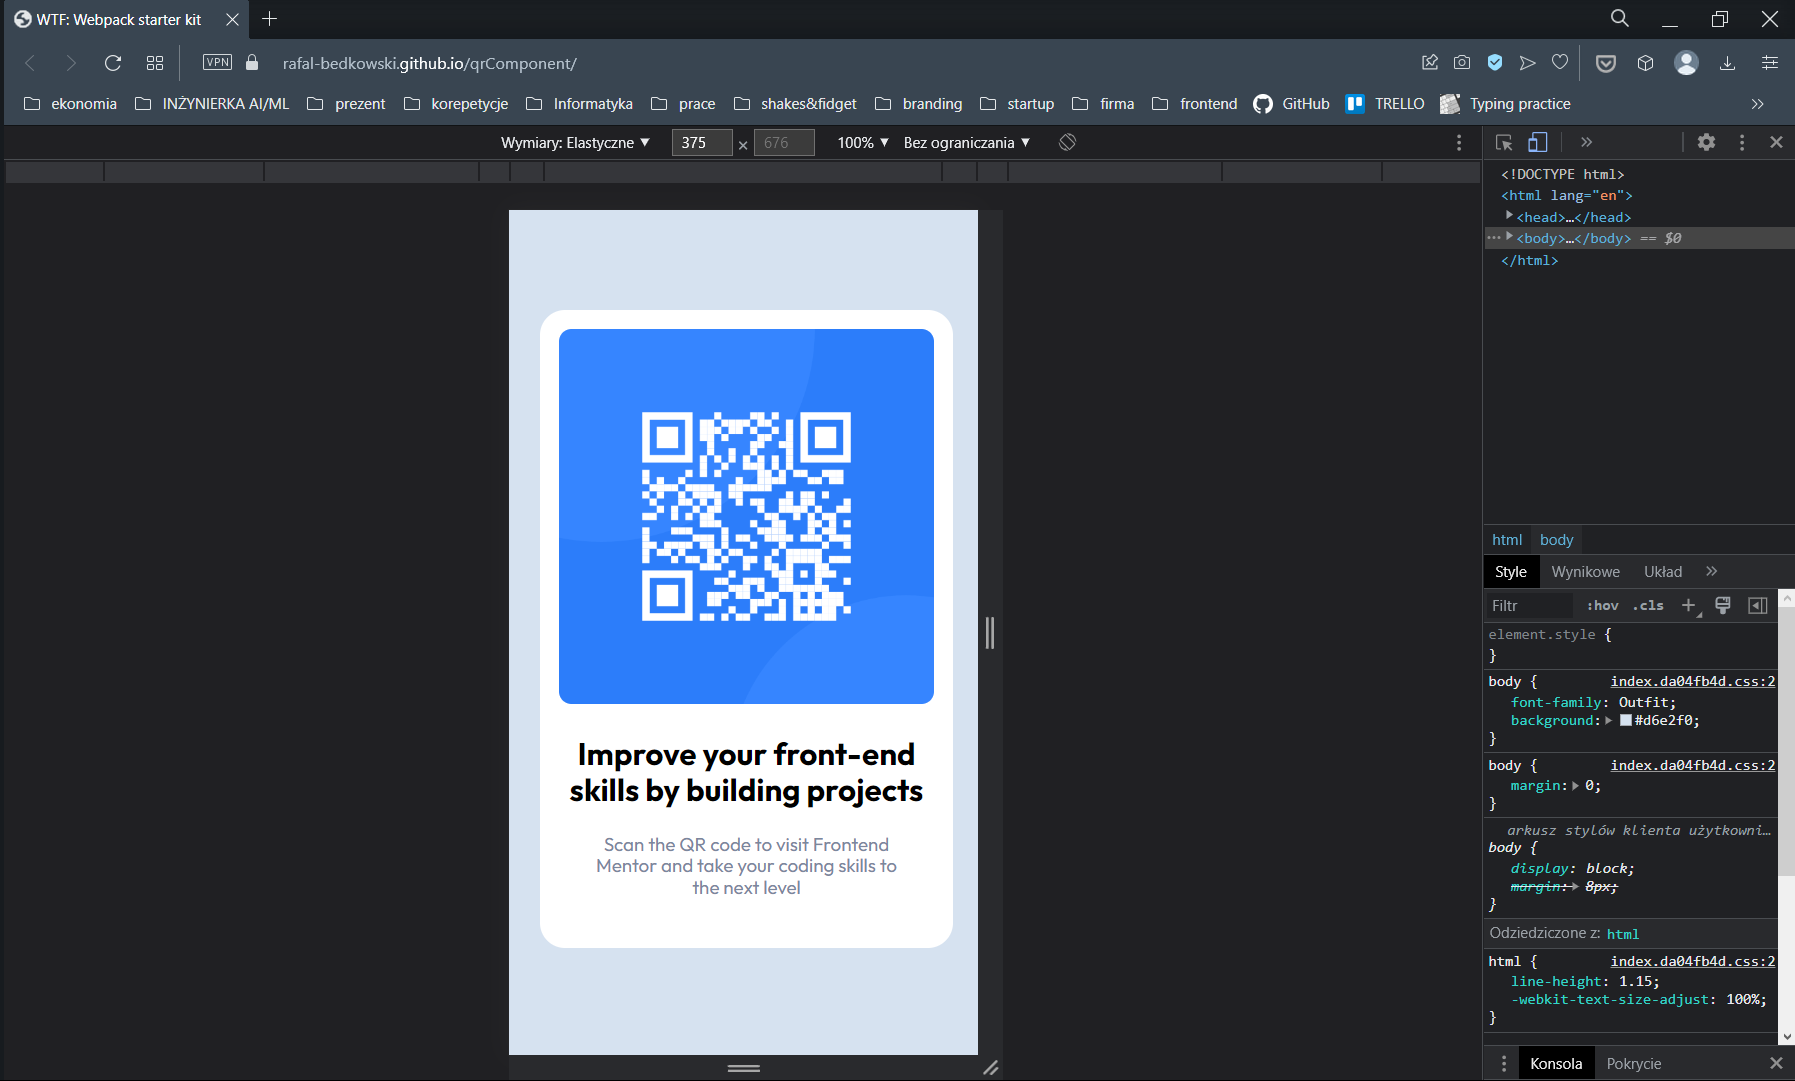 WTF: Webpack starter kit
VPN
rafal-bedkowski.github.io/qrComponent/
ekonomia
INŻYNIERKA AI/ML
prezent
korepetycje
Informatyka
prace
shakes&fidget
branding
startup
firma
frontend
GitHub
TRELLO
Typing practice
Wymiary: Elastyczne ▼ 375 × 676 100% ▼ Bez ograniczania ▼
Improve your front-end
skills by building projects
Scan the QR code to visit Frontend
Mentor and take your coding skills to
the next level
<!DOCTYPE html>
<html lang="en">
<head>…</head>
<body>…</body> == $0
</html>
html body
Style Wynikowe Układ
Filtr :hov .cls
element.style {
}
body { index.da04fb4d.css:2
font-family: Outfit;
background: #d6e2f0;
}
body { index.da04fb4d.css:2
margin: 0;
}
arkusz stylów klienta użytkowni…
body {
display: block;
margin: 8px;
}
Odziedziczone z: html
html { index.da04fb4d.css:2
line-height: 1.15;
-webkit-text-size-adjust: 100%;
}
Konsola Pokrycie